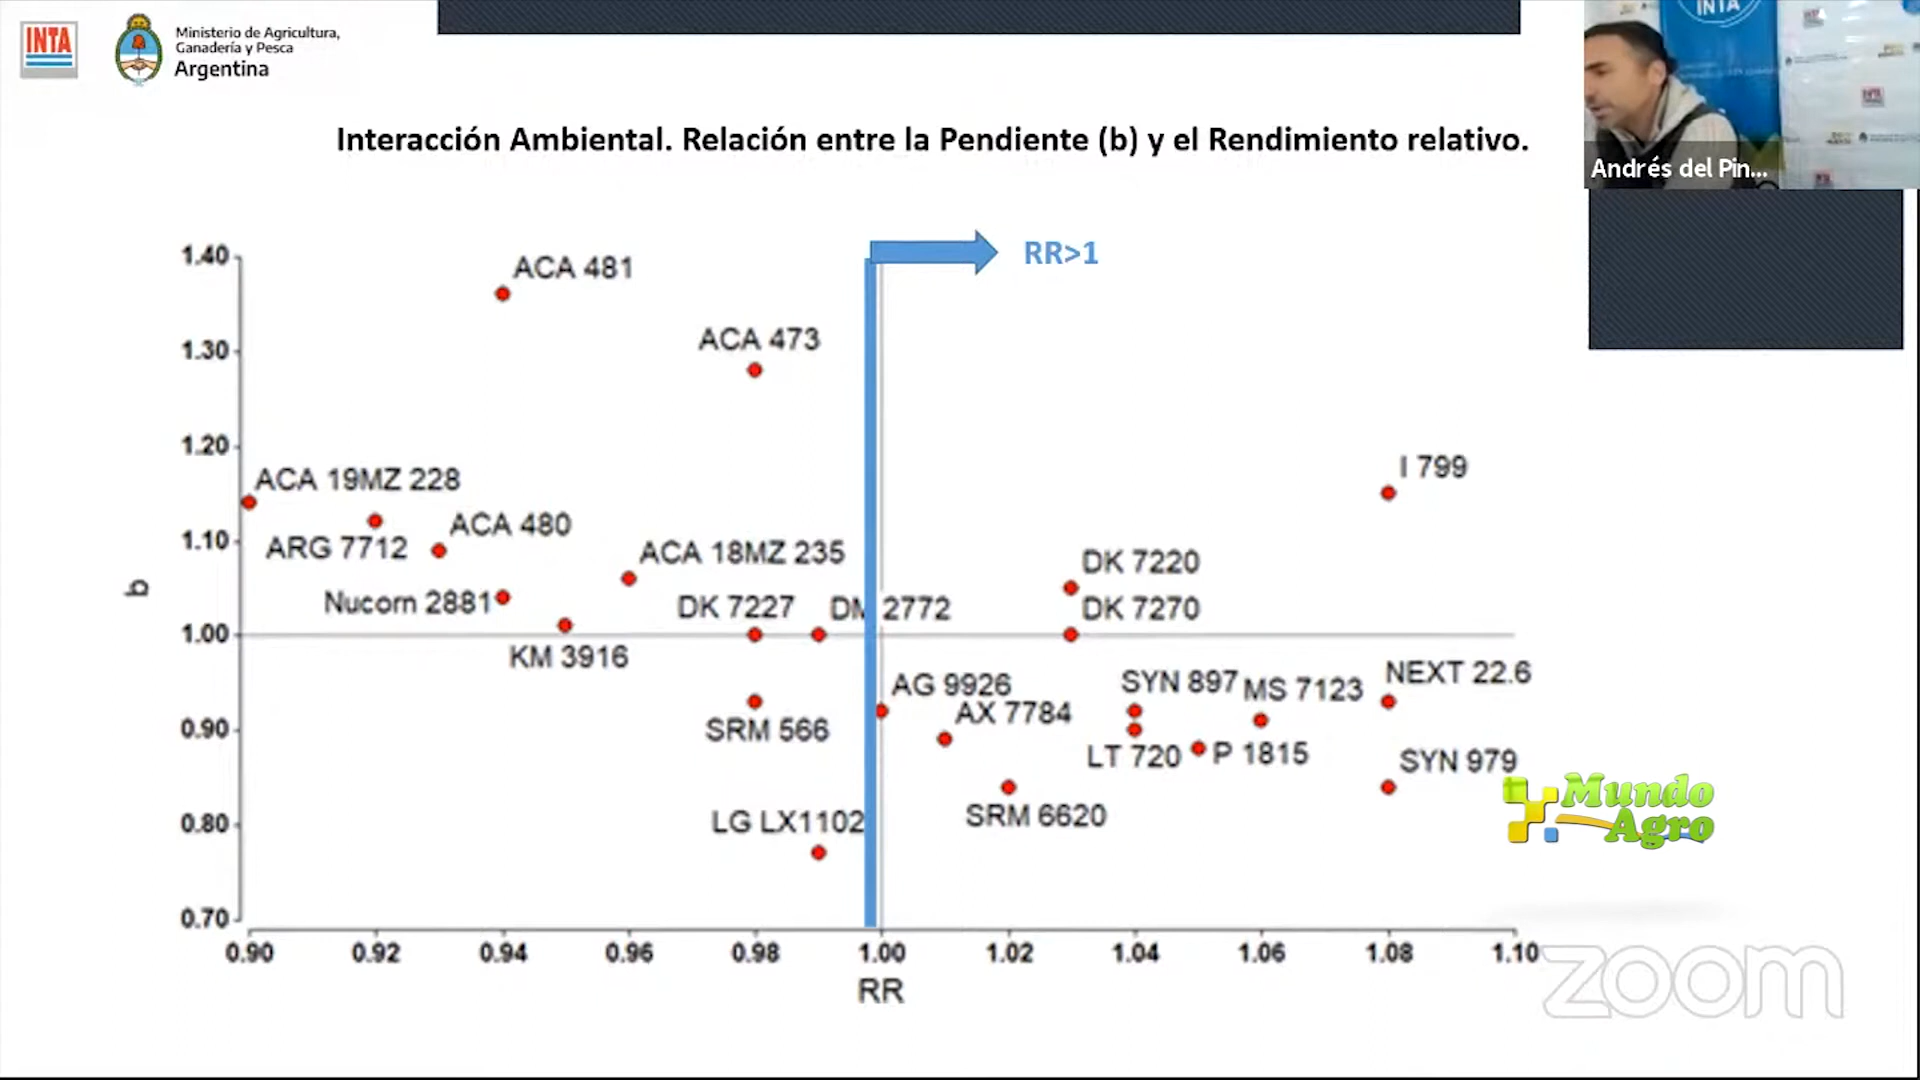 INTA
Ministerio de Agricultura,
Ganadería y Pesca
Argentina
INTA
Andrés del Pin...
Interacción Ambiental. Relación entre la Pendiente (b) y el Rendimiento relativo.
RR>1
1.40
1.30
1.20
1.10
1.00
0.90
0.80
0.70
b
ACA 481
ACA 473
I 799
ACA 19MZ 228
ACA 480
ARG 7712
ACA 18MZ 235
DK 7220
Nucorn 2881
DK 7227
DM 2772
DK 7270
KM 3916
NEXT 22.6
AG 9926
SYN 897
MS 7123
SRM 566
AX 7784
LT 720
P 1815
SYN 979
LG LX1102
SRM 6620
Mundo
Agro
0.90
0.92
0.94
0.96
0.98
1.00
1.02
1.04
1.06
1.08
1.10
RR
zoom